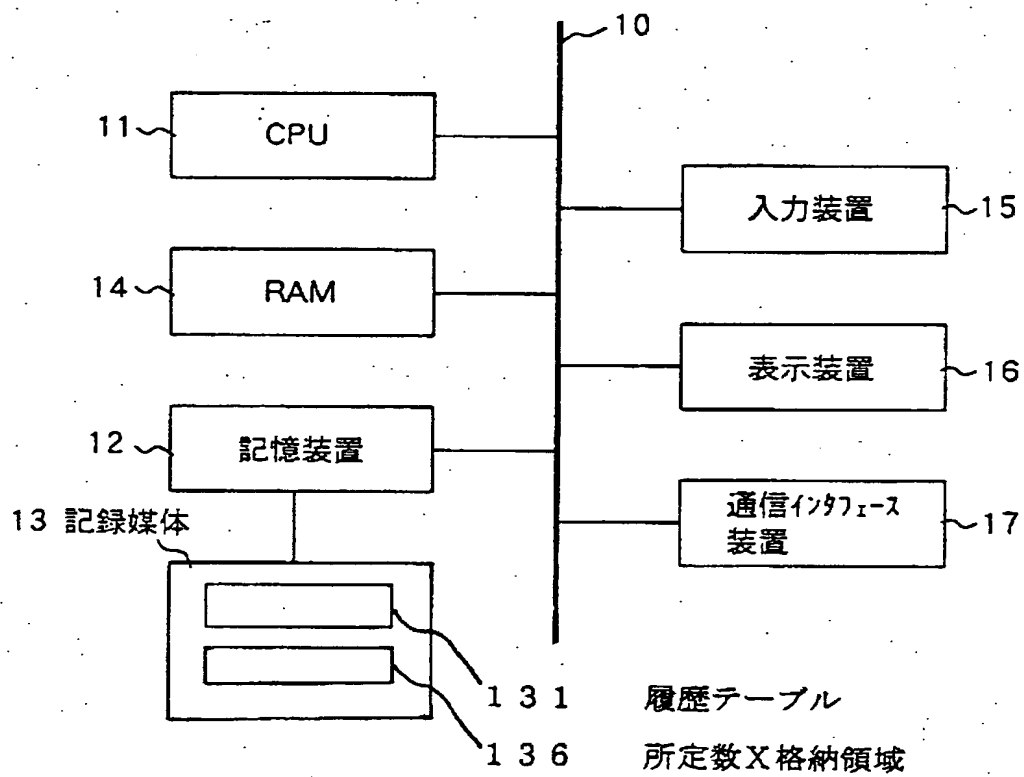 10
11 CPU
入力装置 15
14 RAM
表示装置 16
12 記憶装置
通信インタフェース
装置 17
13 記録媒体
131 履歴テーブル
136 所定数X格納領域